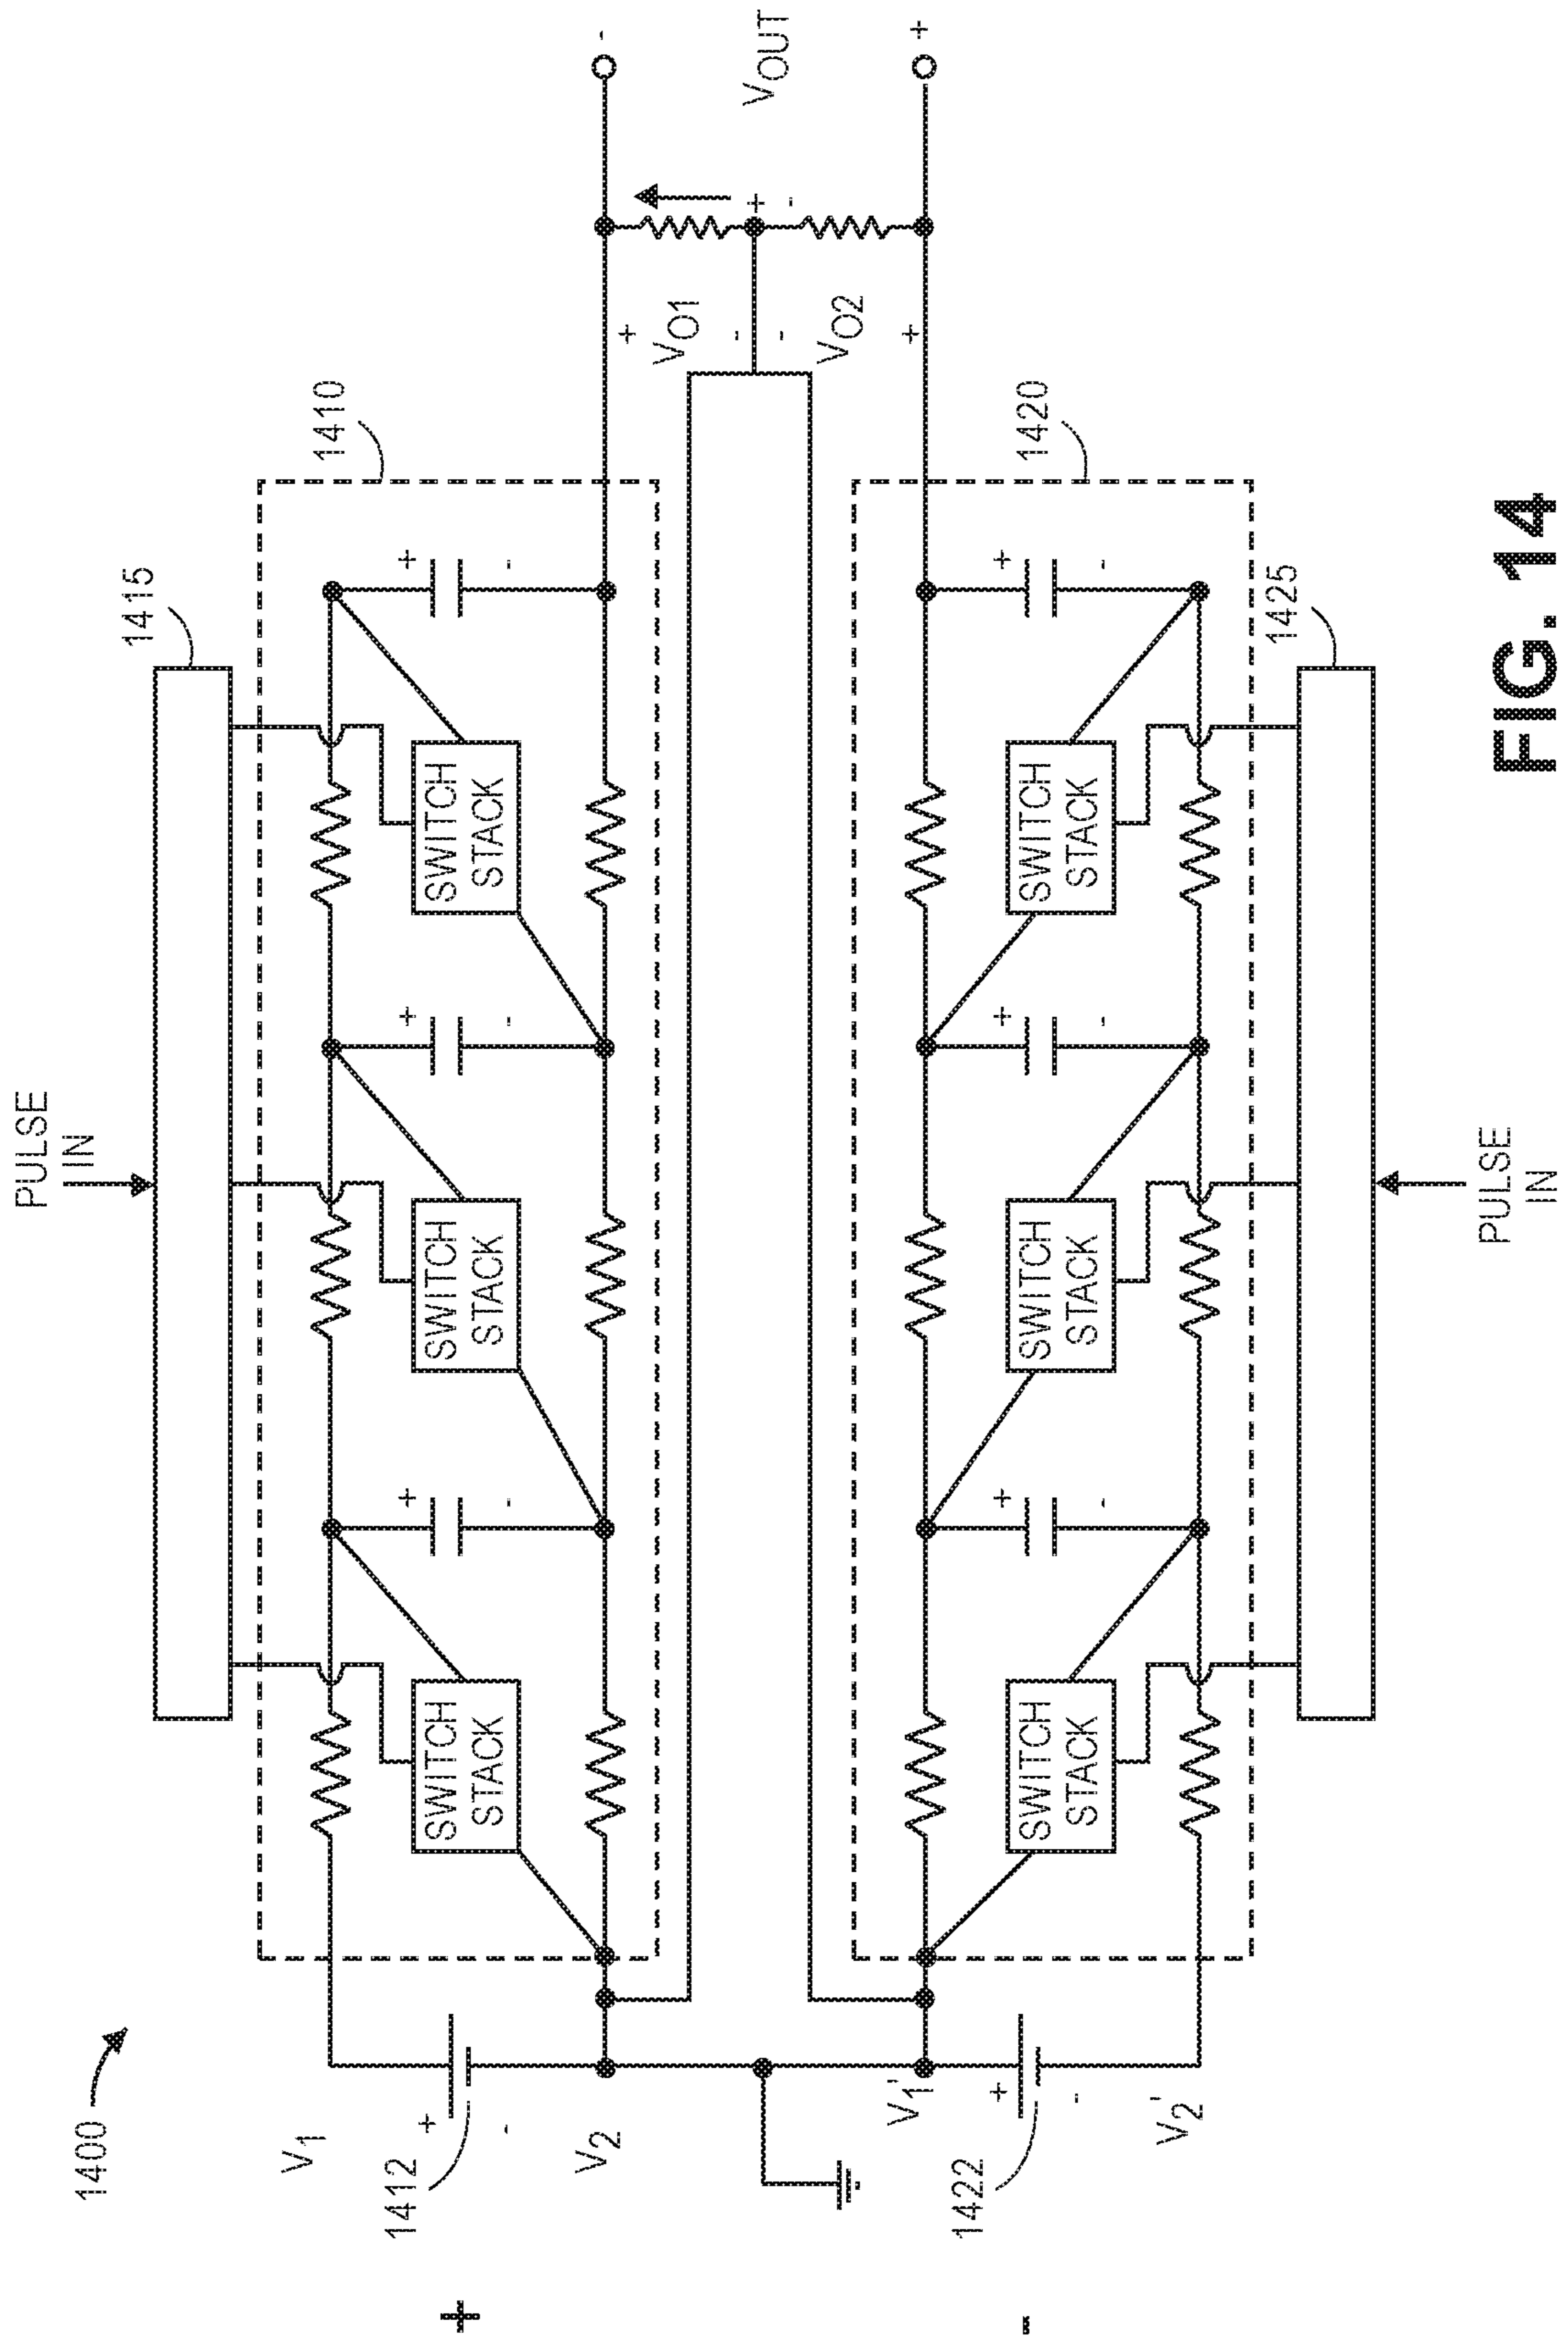 1400
PULSE
IN
1415
1410
V1
+
-
1412
V2
SWITCH
STACK
+
-
SWITCH
STACK
+
-
SWITCH
STACK
+
-
+
VO1
-
-
VO2
+
+
-
-
VOUT
+
V1'
+
-
1422
V2'
1420
SWITCH
STACK
+
-
SWITCH
STACK
+
-
SWITCH
STACK
+
-
1425
PULSE
IN
+
-
FIG. 14